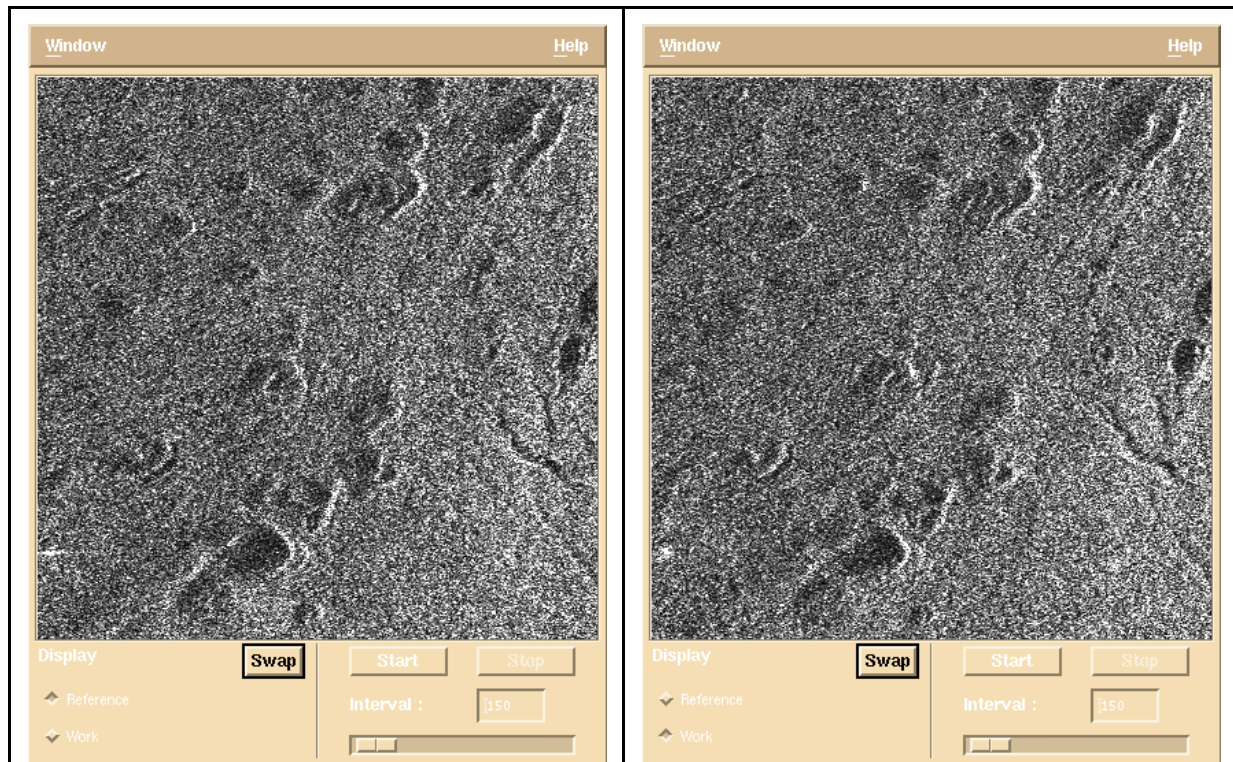 Window Help
Display Swap Start Stop
Reference Interval : 150
Work
Window Help
Display Swap Start Stop
Reference Interval : 150
Work